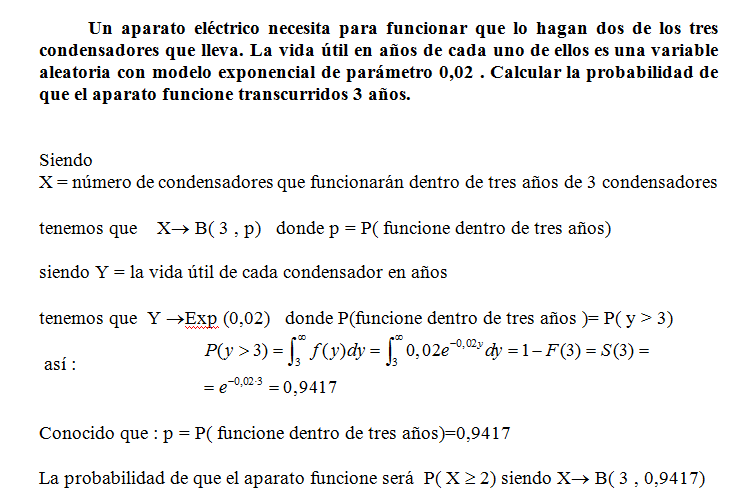 Un aparato eléctrico necesita para funcionar que lo hagan dos de los tres
condensadores que lleva. La vida útil en años de cada uno de ellos es una variable
aleatoria con modelo exponencial de parámetro 0,02 . Calcular la probabilidad de
que el aparato funcione transcurridos 3 años.
Siendo
X = número de condensadores que funcionarán dentro de tres años de 3 condensadores
tenemos que X→ B( 3 , p) donde p = P( funcione dentro de tres años)
siendo Y = la vida útil de cada condensador en años
tenemos que Y →Exp (0,02) donde P(funcione dentro de tres años )= P( y > 3)
así : P(y > 3) = ∫₃^∞ f(y)dy = ∫₃^∞ 0,02e^{-0,02y} dy = 1 − F(3) = S(3) =
= e^{-0,02·3} = 0,9417
Conocido que : p = P( funcione dentro de tres años)=0,9417
La probabilidad de que el aparato funcione será P( X ≥ 2) siendo X→ B( 3 , 0,9417)